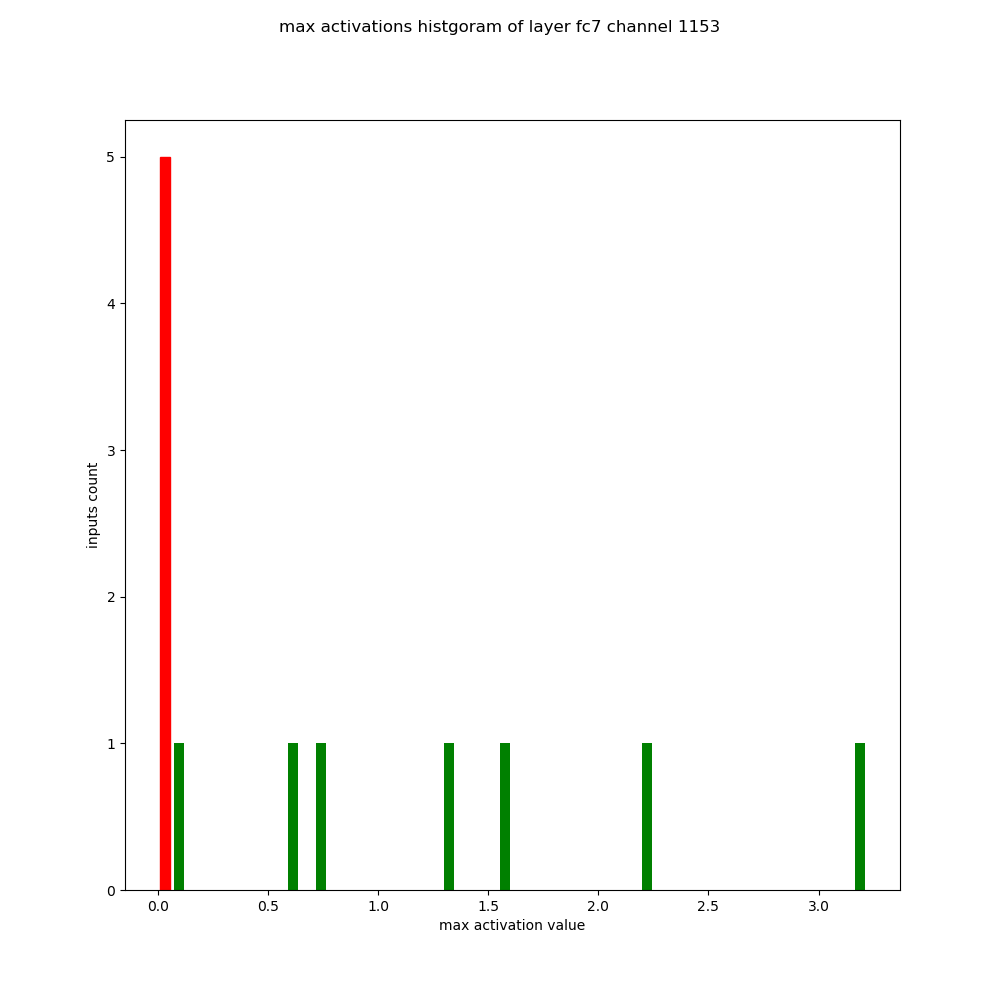 max activations histgoram of layer fc7 channel 1153
5
4
3
2
1
0
inputs count
0.0 0.5 1.0 1.5 2.0 2.5 3.0
max activation value